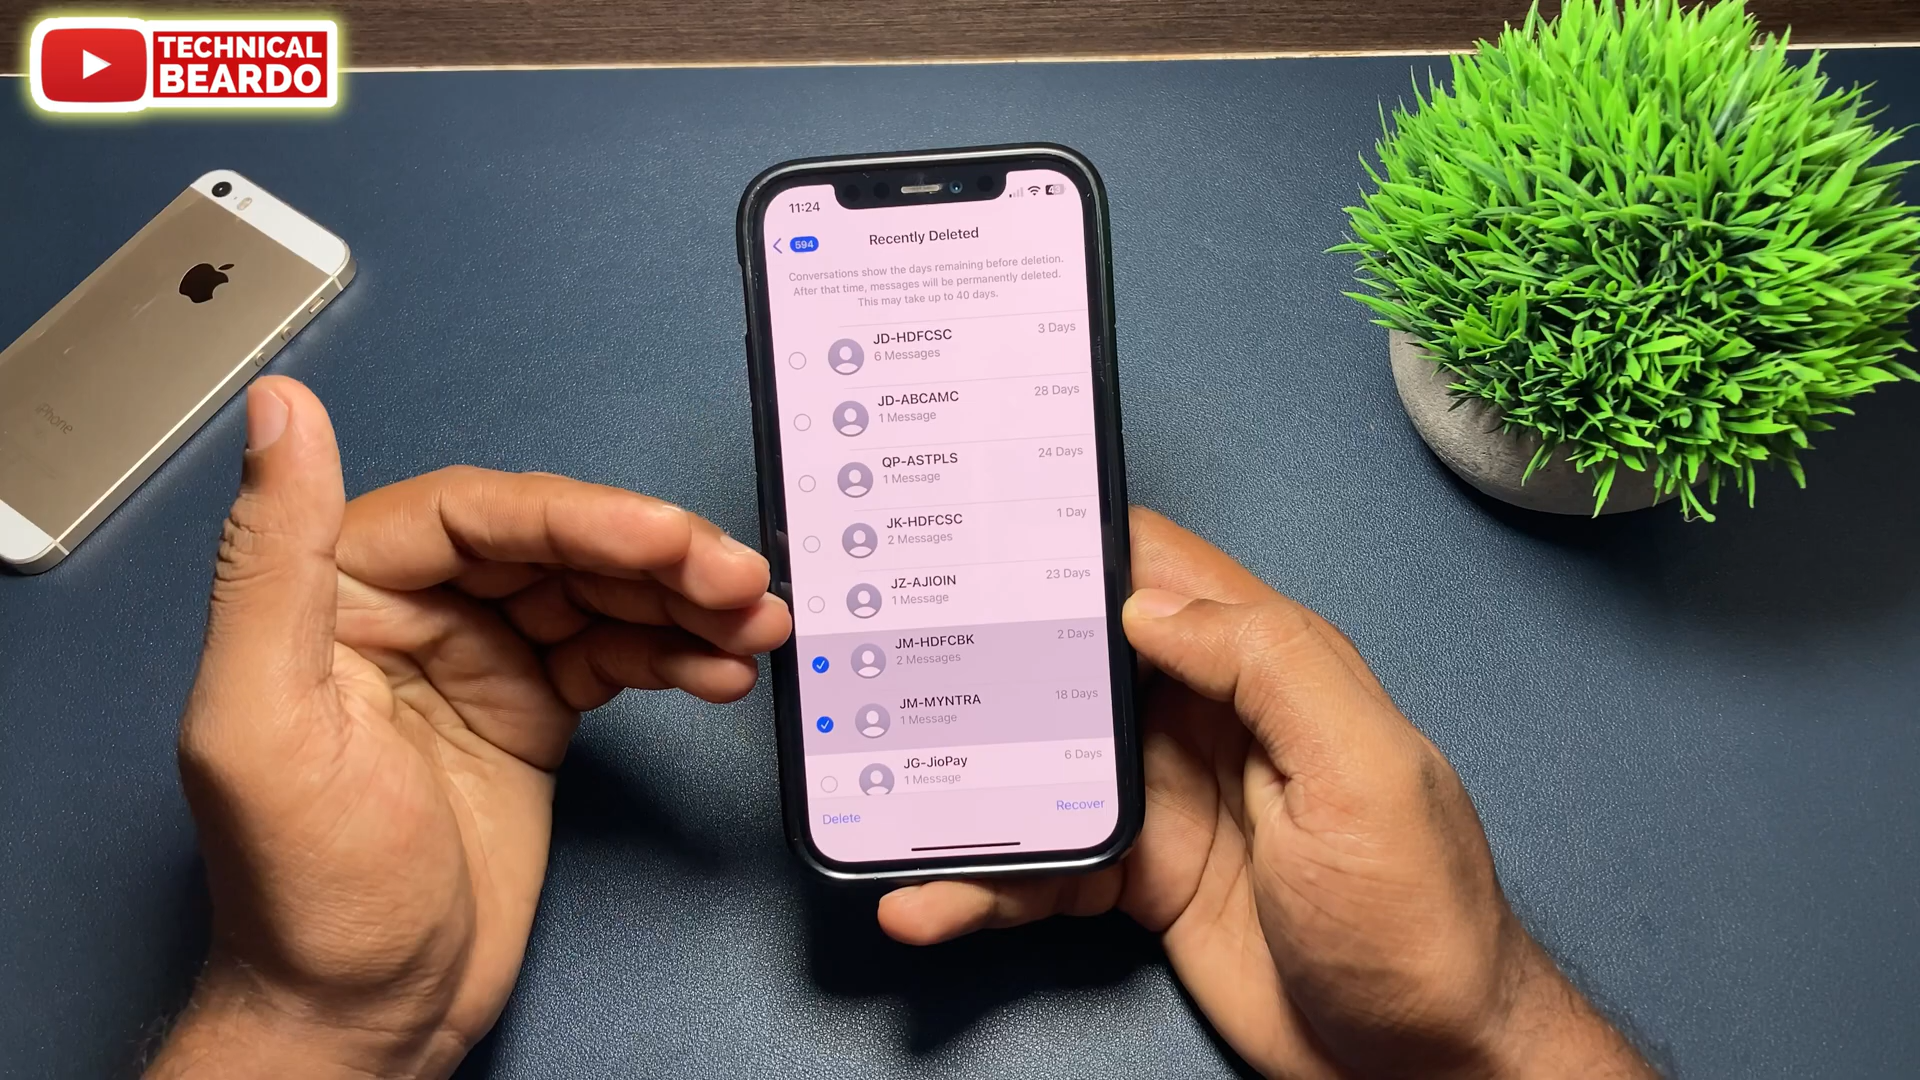 TECHNICAL
BEARDO
iPhone
11:24
43
594
Recently Deleted
Conversations show the days remaining before deletion.
After that time, messages will be permanently deleted.
This may take up to 40 days.
JD-HDFCSC
3 Days
6 Messages
JD-ABCAMC
28 Days
1 Message
QP-ASTPLS
24 Days
1 Message
JK-HDFCSC
1 Day
2 Messages
JZ-AJIOIN
23 Days
1 Message
JM-HDFCBK
2 Days
2 Messages
JM-MYNTRA
18 Days
1 Message
JG-JioPay
6 Days
1 Message
Delete
Recover